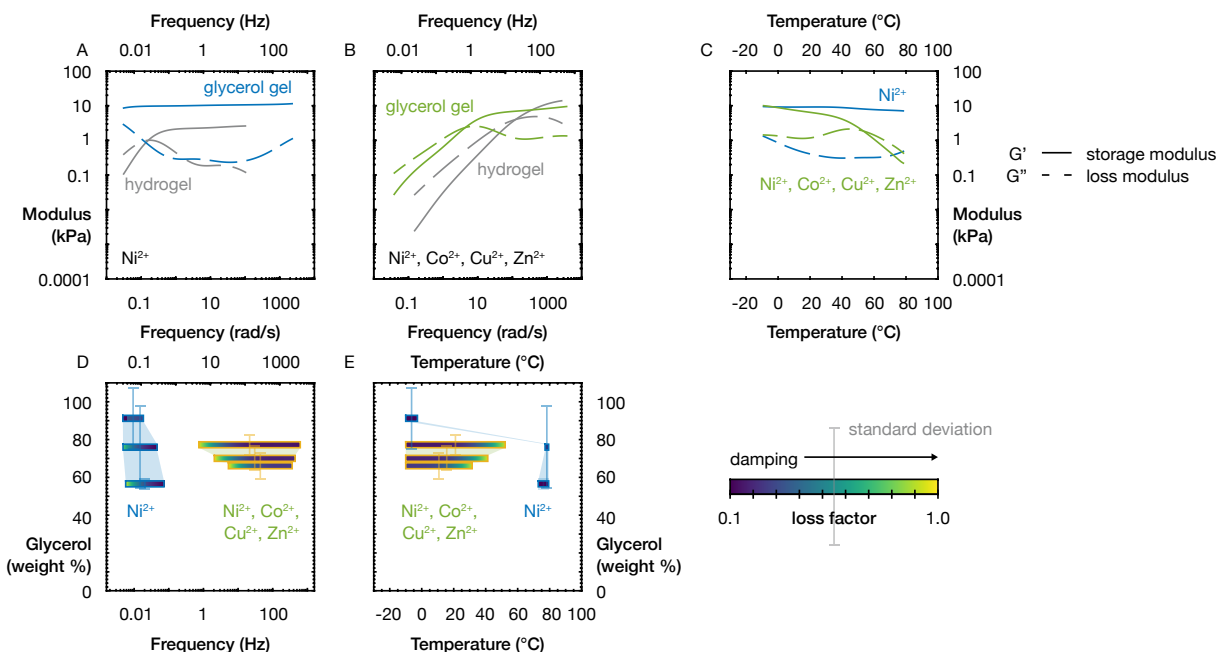 Frequency (Hz)
Frequency (Hz)
Temperature (°C)
A
0.01
1
100
B
0.01
1
100
C
-20
0
20
40
60
80
100
100
10
1
0.1
Modulus
(kPa)
0.0001
glycerol gel
hydrogel
Ni²⁺
glycerol gel
hydrogel
Ni²⁺, Co²⁺, Cu²⁺, Zn²⁺
Ni²⁺
Ni²⁺, Co²⁺, Cu²⁺, Zn²⁺
100
10
1
0.1
Modulus
(kPa)
0.0001
G' storage modulus
G" loss modulus
0.1
10
1000
0.1
10
1000
-20
0
20
40
60
80
100
Frequency (rad/s)
Frequency (rad/s)
Temperature (°C)
D
0.1
10
1000
E
Temperature (°C)
100
80
60
40
Glycerol
(weight %)
0
Ni²⁺
Ni²⁺, Co²⁺,
Cu²⁺, Zn²⁺
Ni²⁺, Co²⁺,
Cu²⁺, Zn²⁺
Ni²⁺
100
80
60
40
Glycerol
(weight %)
0
standard deviation
damping
0.1
loss factor
1.0
0.01
1
100
-20
0
20
40
60
80
100
Frequency (Hz)
Temperature (°C)